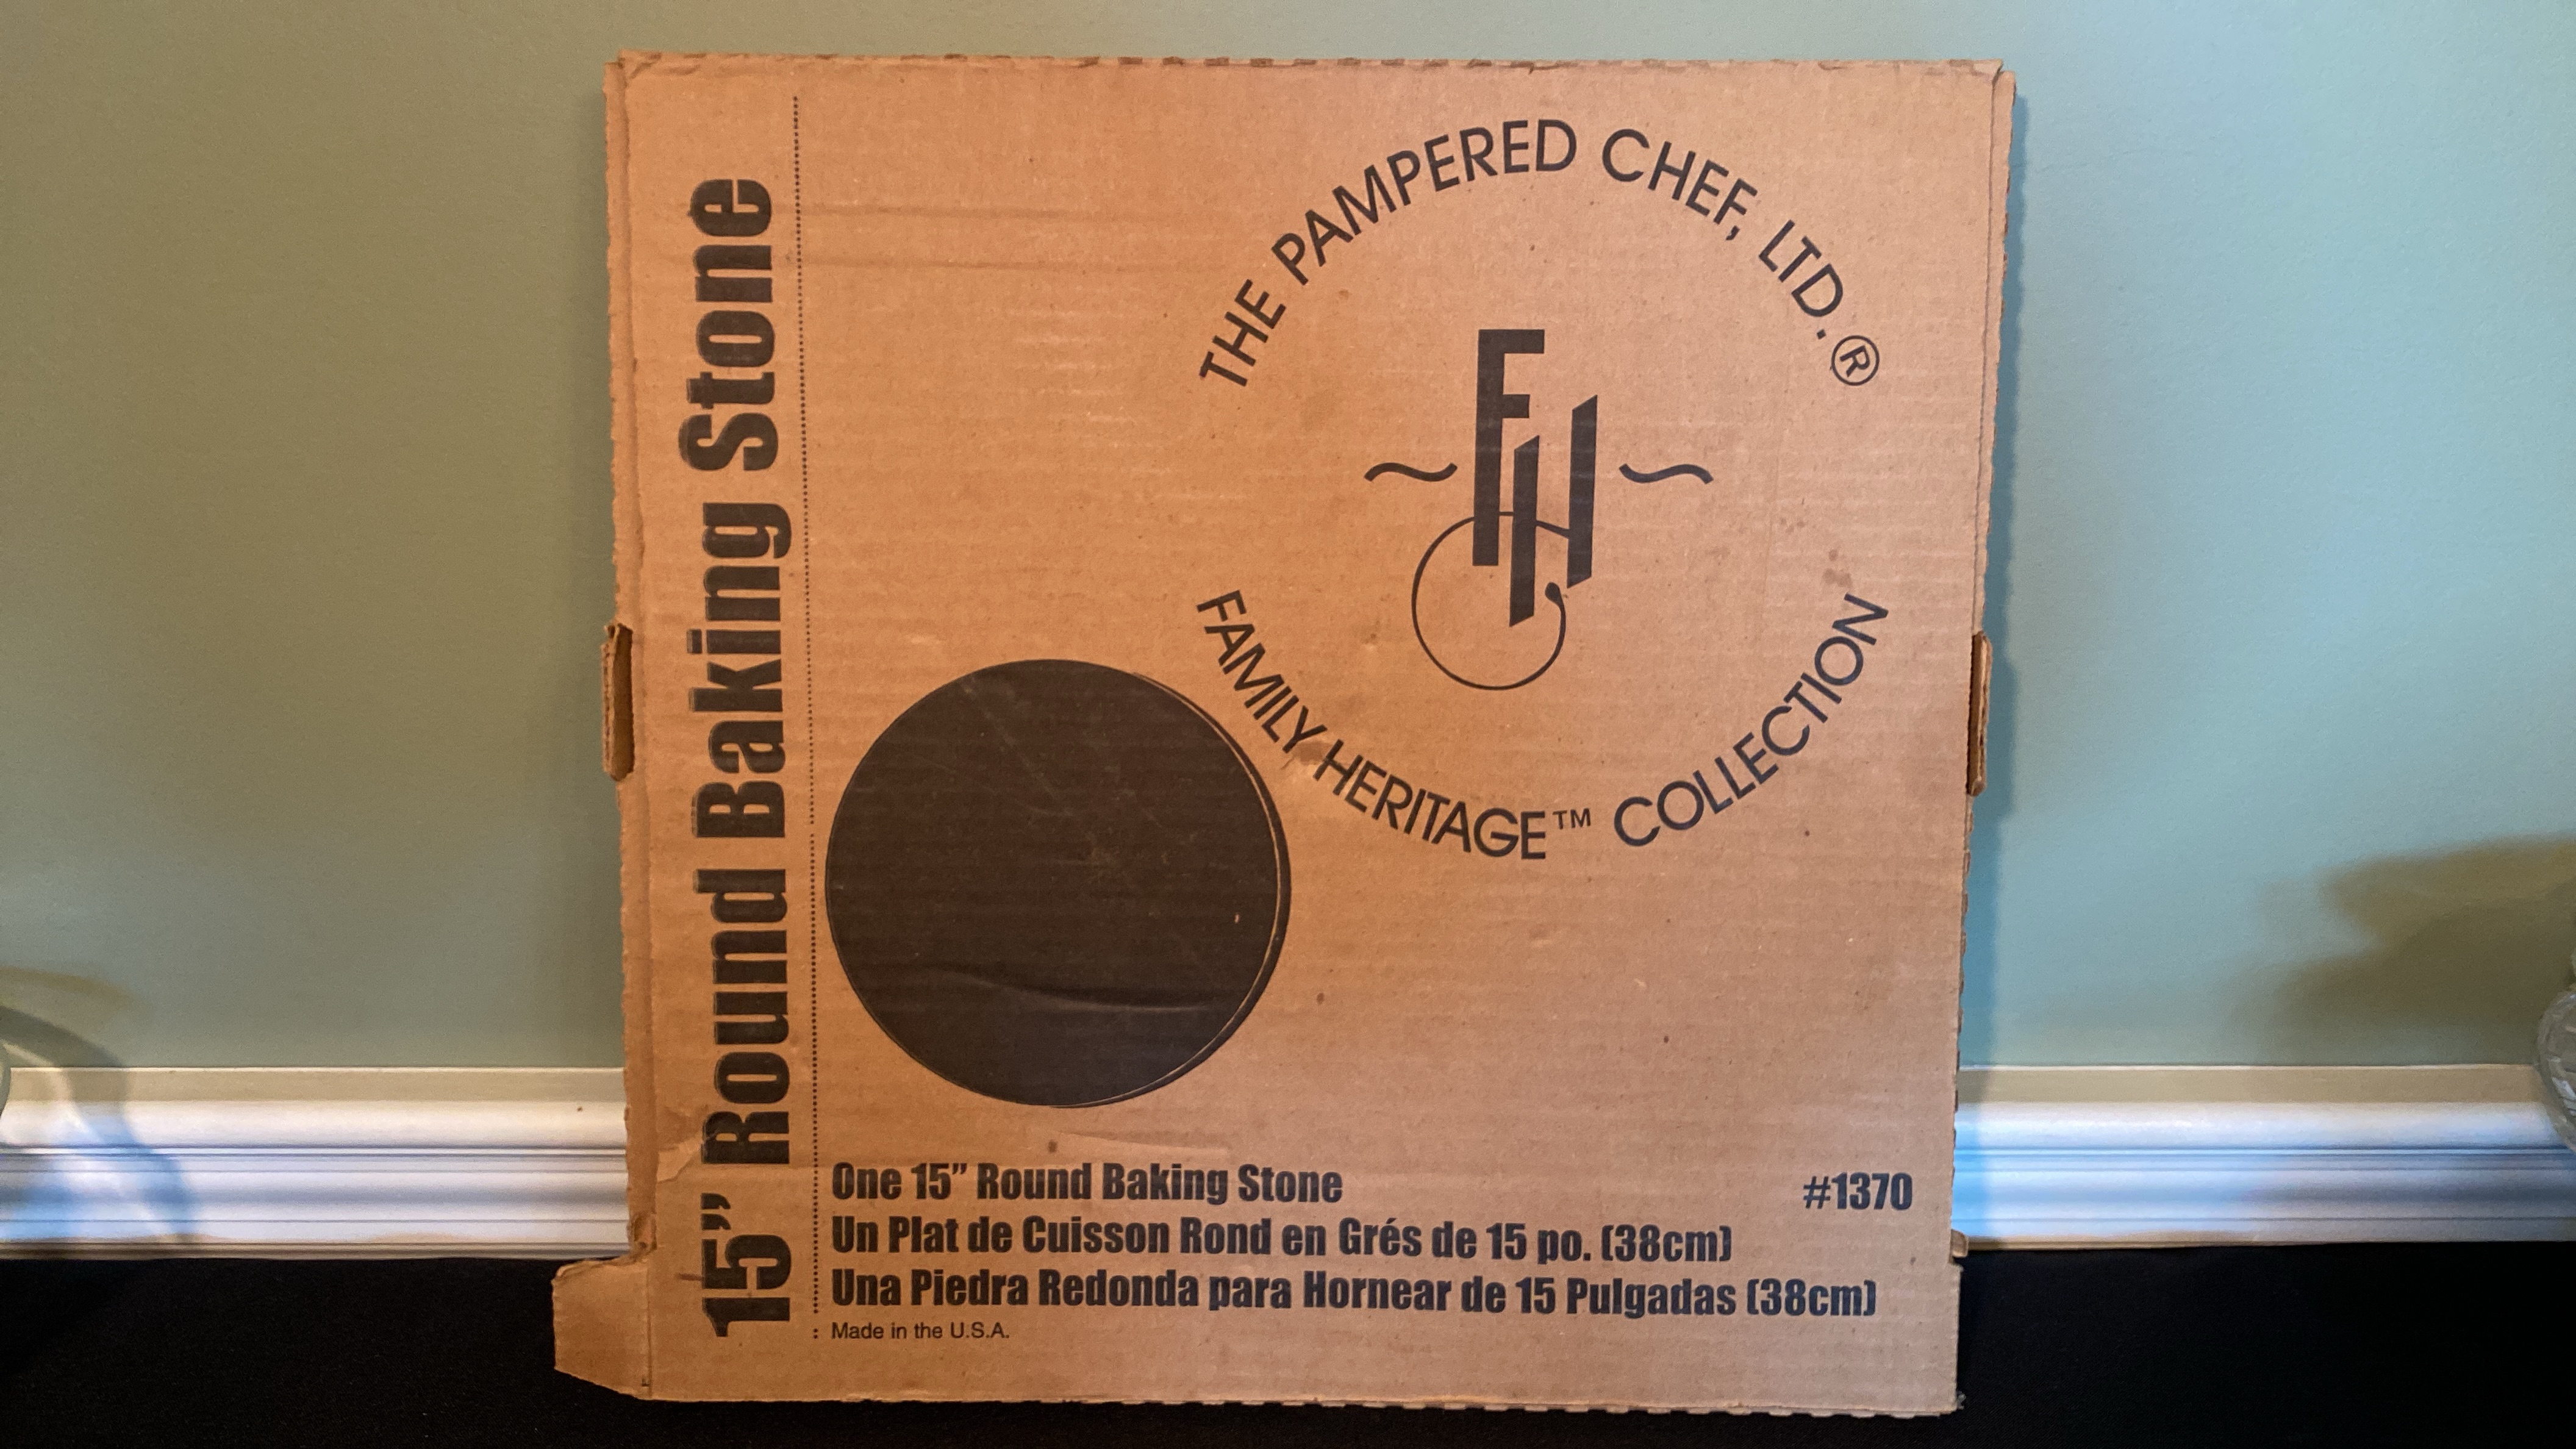 15” Round Baking Stone
THE PAMPERED CHEF, LTD.®
FH
FAMILY HERITAGE™ COLLECTION
One 15” Round Baking Stone
#1370
Un Plat de Cuisson Rond en Grés de 15 po. (38cm)
Una Piedra Redonda para Hornear de 15 Pulgadas (38cm)
Made in the U.S.A.